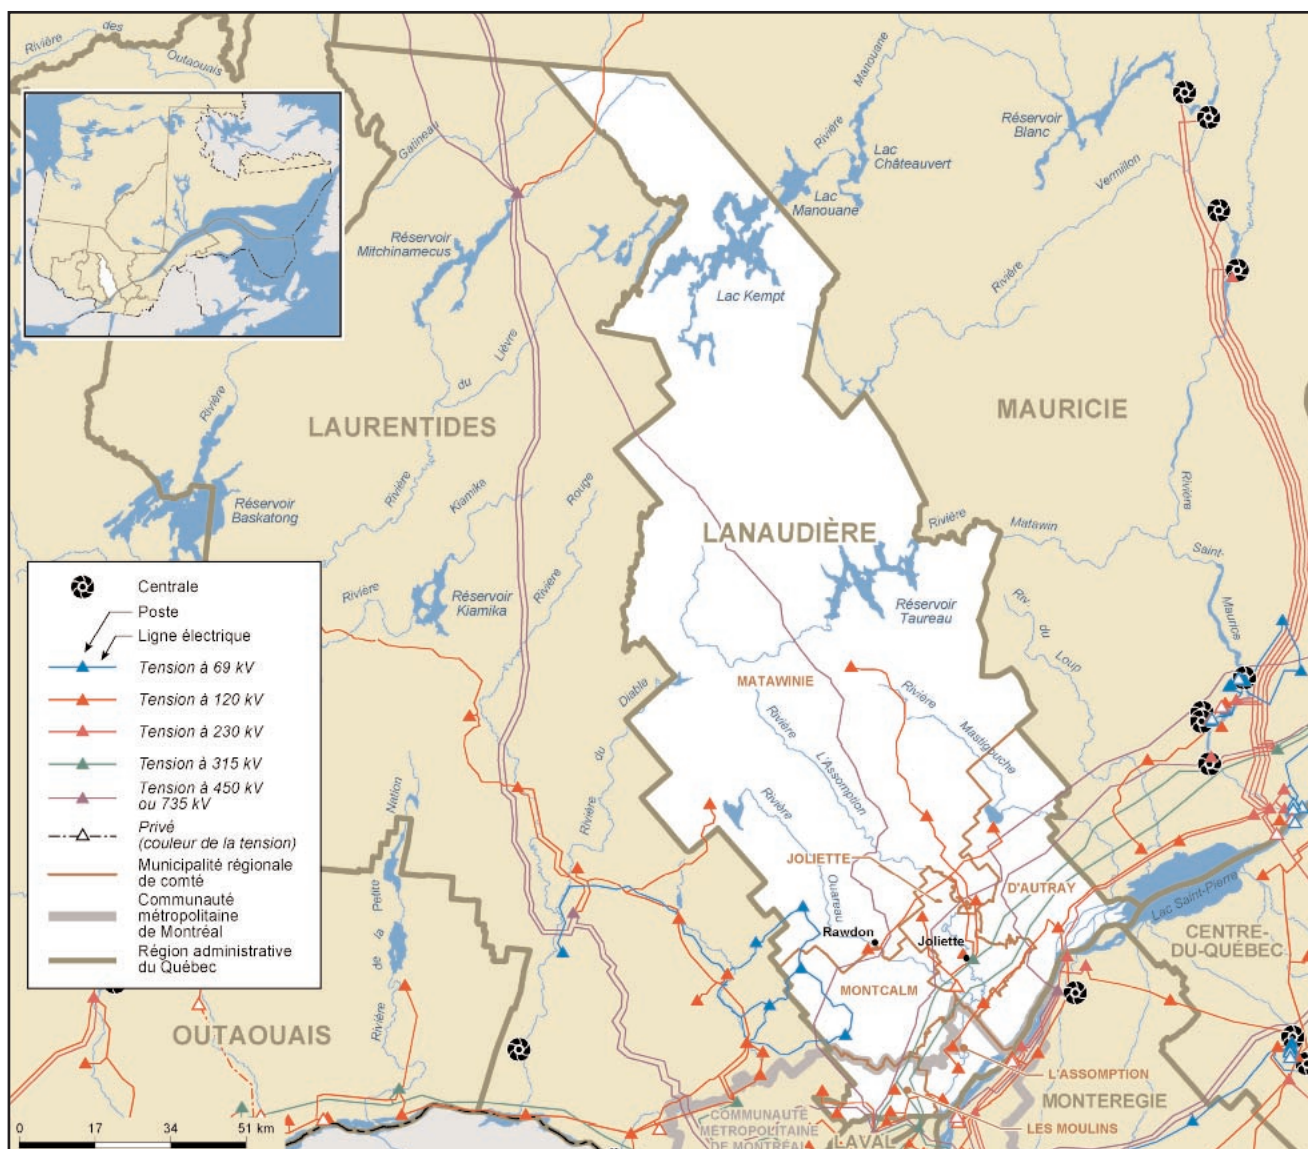 Rivière des
Outaouais
Gatineau
Réservoir
Mitchinamecus
Rivière
Manouane
Lac
Châteauvert
Lac
Manouane
Réservoir
Blanc
Vermillon
Rivière
Lac Kempt
Lièvre
du
Rivière
LAURENTIDES
MAURICIE
Rivière
Réservoir
Baskatong
Kiamika
Rouge
Rivière
Rivière
Réservoir
Kiamika
LANAUDIÈRE
Rivière
Matawin
Rivière
Saint-
Maurice
Réservoir
Taureau
Riv.
du
Loup
MATAWINIE
Rivière
L'Assomption
Rivière
Mastigouche
Diable
du
Rivière
Rivière
Ouareau
JOLIETTE
D'AUTRAY
Rawdon
Joliette
MONTCALM
Lac Saint-Pierre
CENTRE-
DU-QUÉBEC
Centrale
Poste
Ligne électrique
Tension à 69 kV
Tension à 120 kV
Tension à 230 kV
Tension à 315 kV
Tension à 450 kV
ou 735 kV
Privé
(couleur de la tension)
Municipalité régionale
de comté
Communauté
métropolitaine
de Montréal
Région administrative
du Québec
Nation
Petite
de la
Rivière
OUTAOUAIS
L'ASSOMPTION
MONTEREGIE
LES MOULINS
COMMUNAUTÉ
MÉTROPOLITAINE
DE MONTRÉAL
LAVAL
0 17 34 51 km